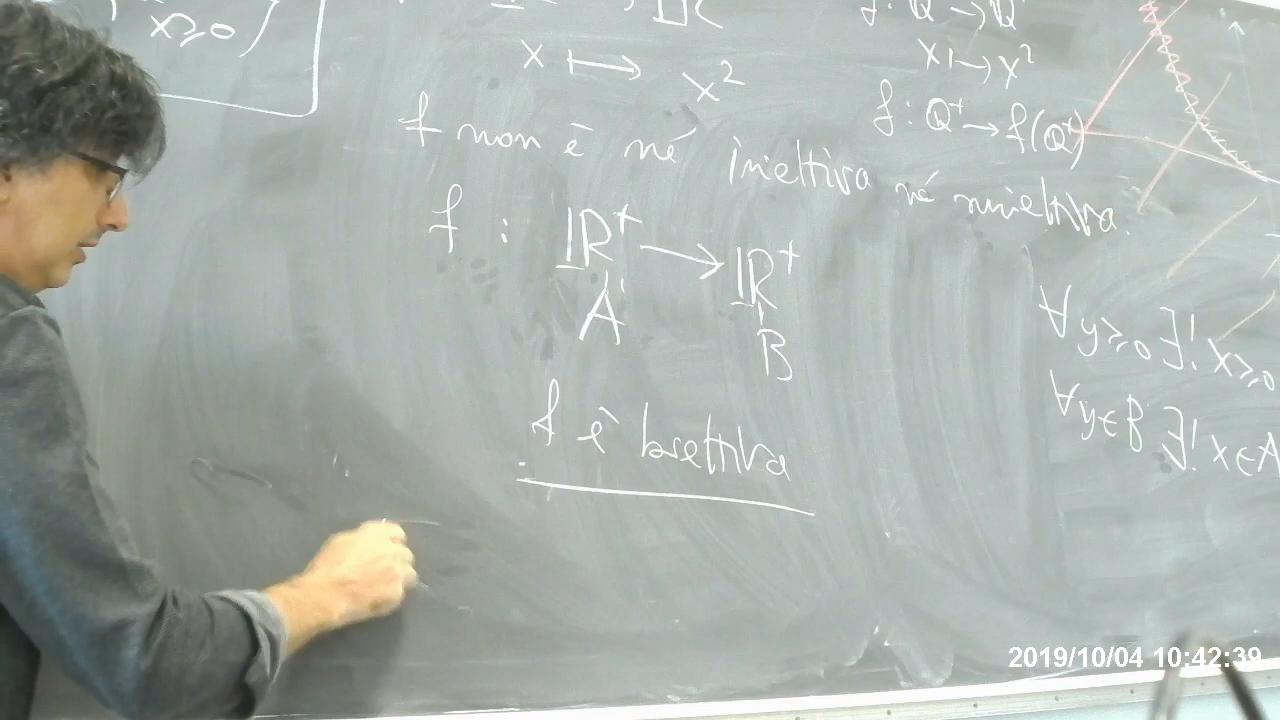 x≥0 }
x ⟼ x²
f non è né iniettiva né suriettiva.
f : ℝ⁺ → ℝ⁺
A B
f è biettiva
f: ℚ → ℚ
x ↦ x²
f: ℚ⁺ → f(ℚ⁺)
∀ y≥0 ∃! x≥0
∀ y∈B ∃! x∈A
2019/10/04 10:42:39